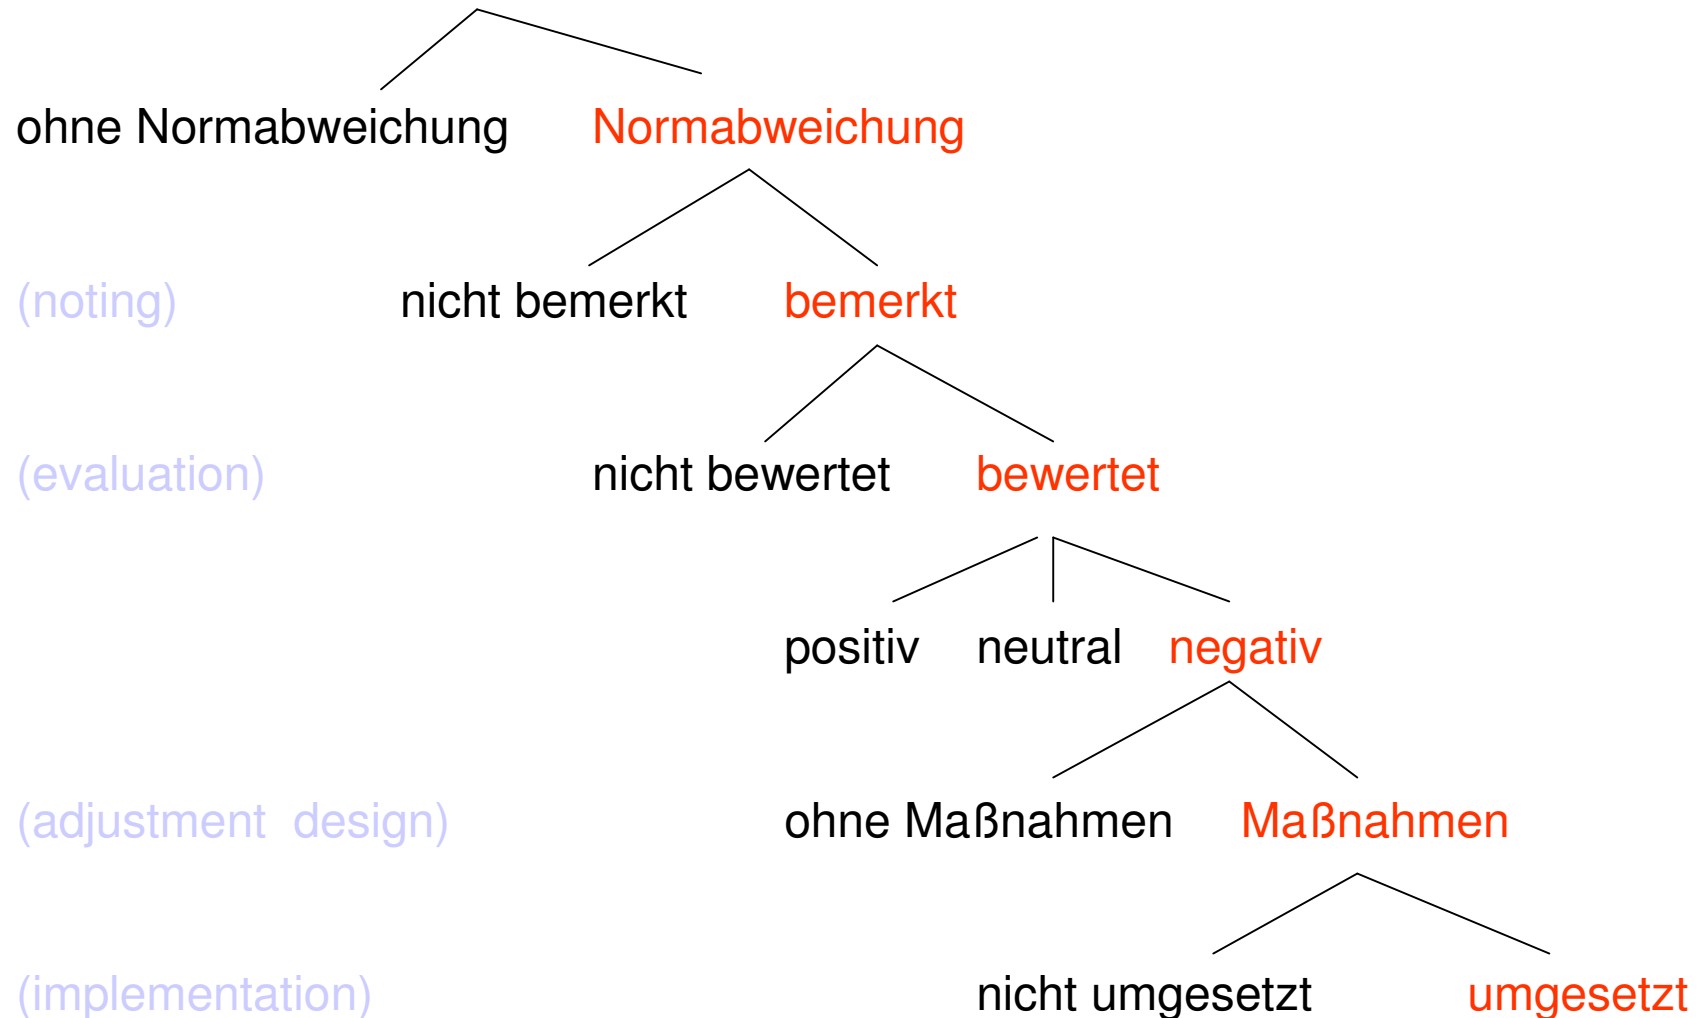 ohne Normabweichung Normabweichung
(noting) nicht bemerkt bemerkt
(evaluation) nicht bewertet bewertet
positiv neutral negativ
(adjustment design) ohne Maßnahmen Maßnahmen
(implementation) nicht umgesetzt umgesetzt